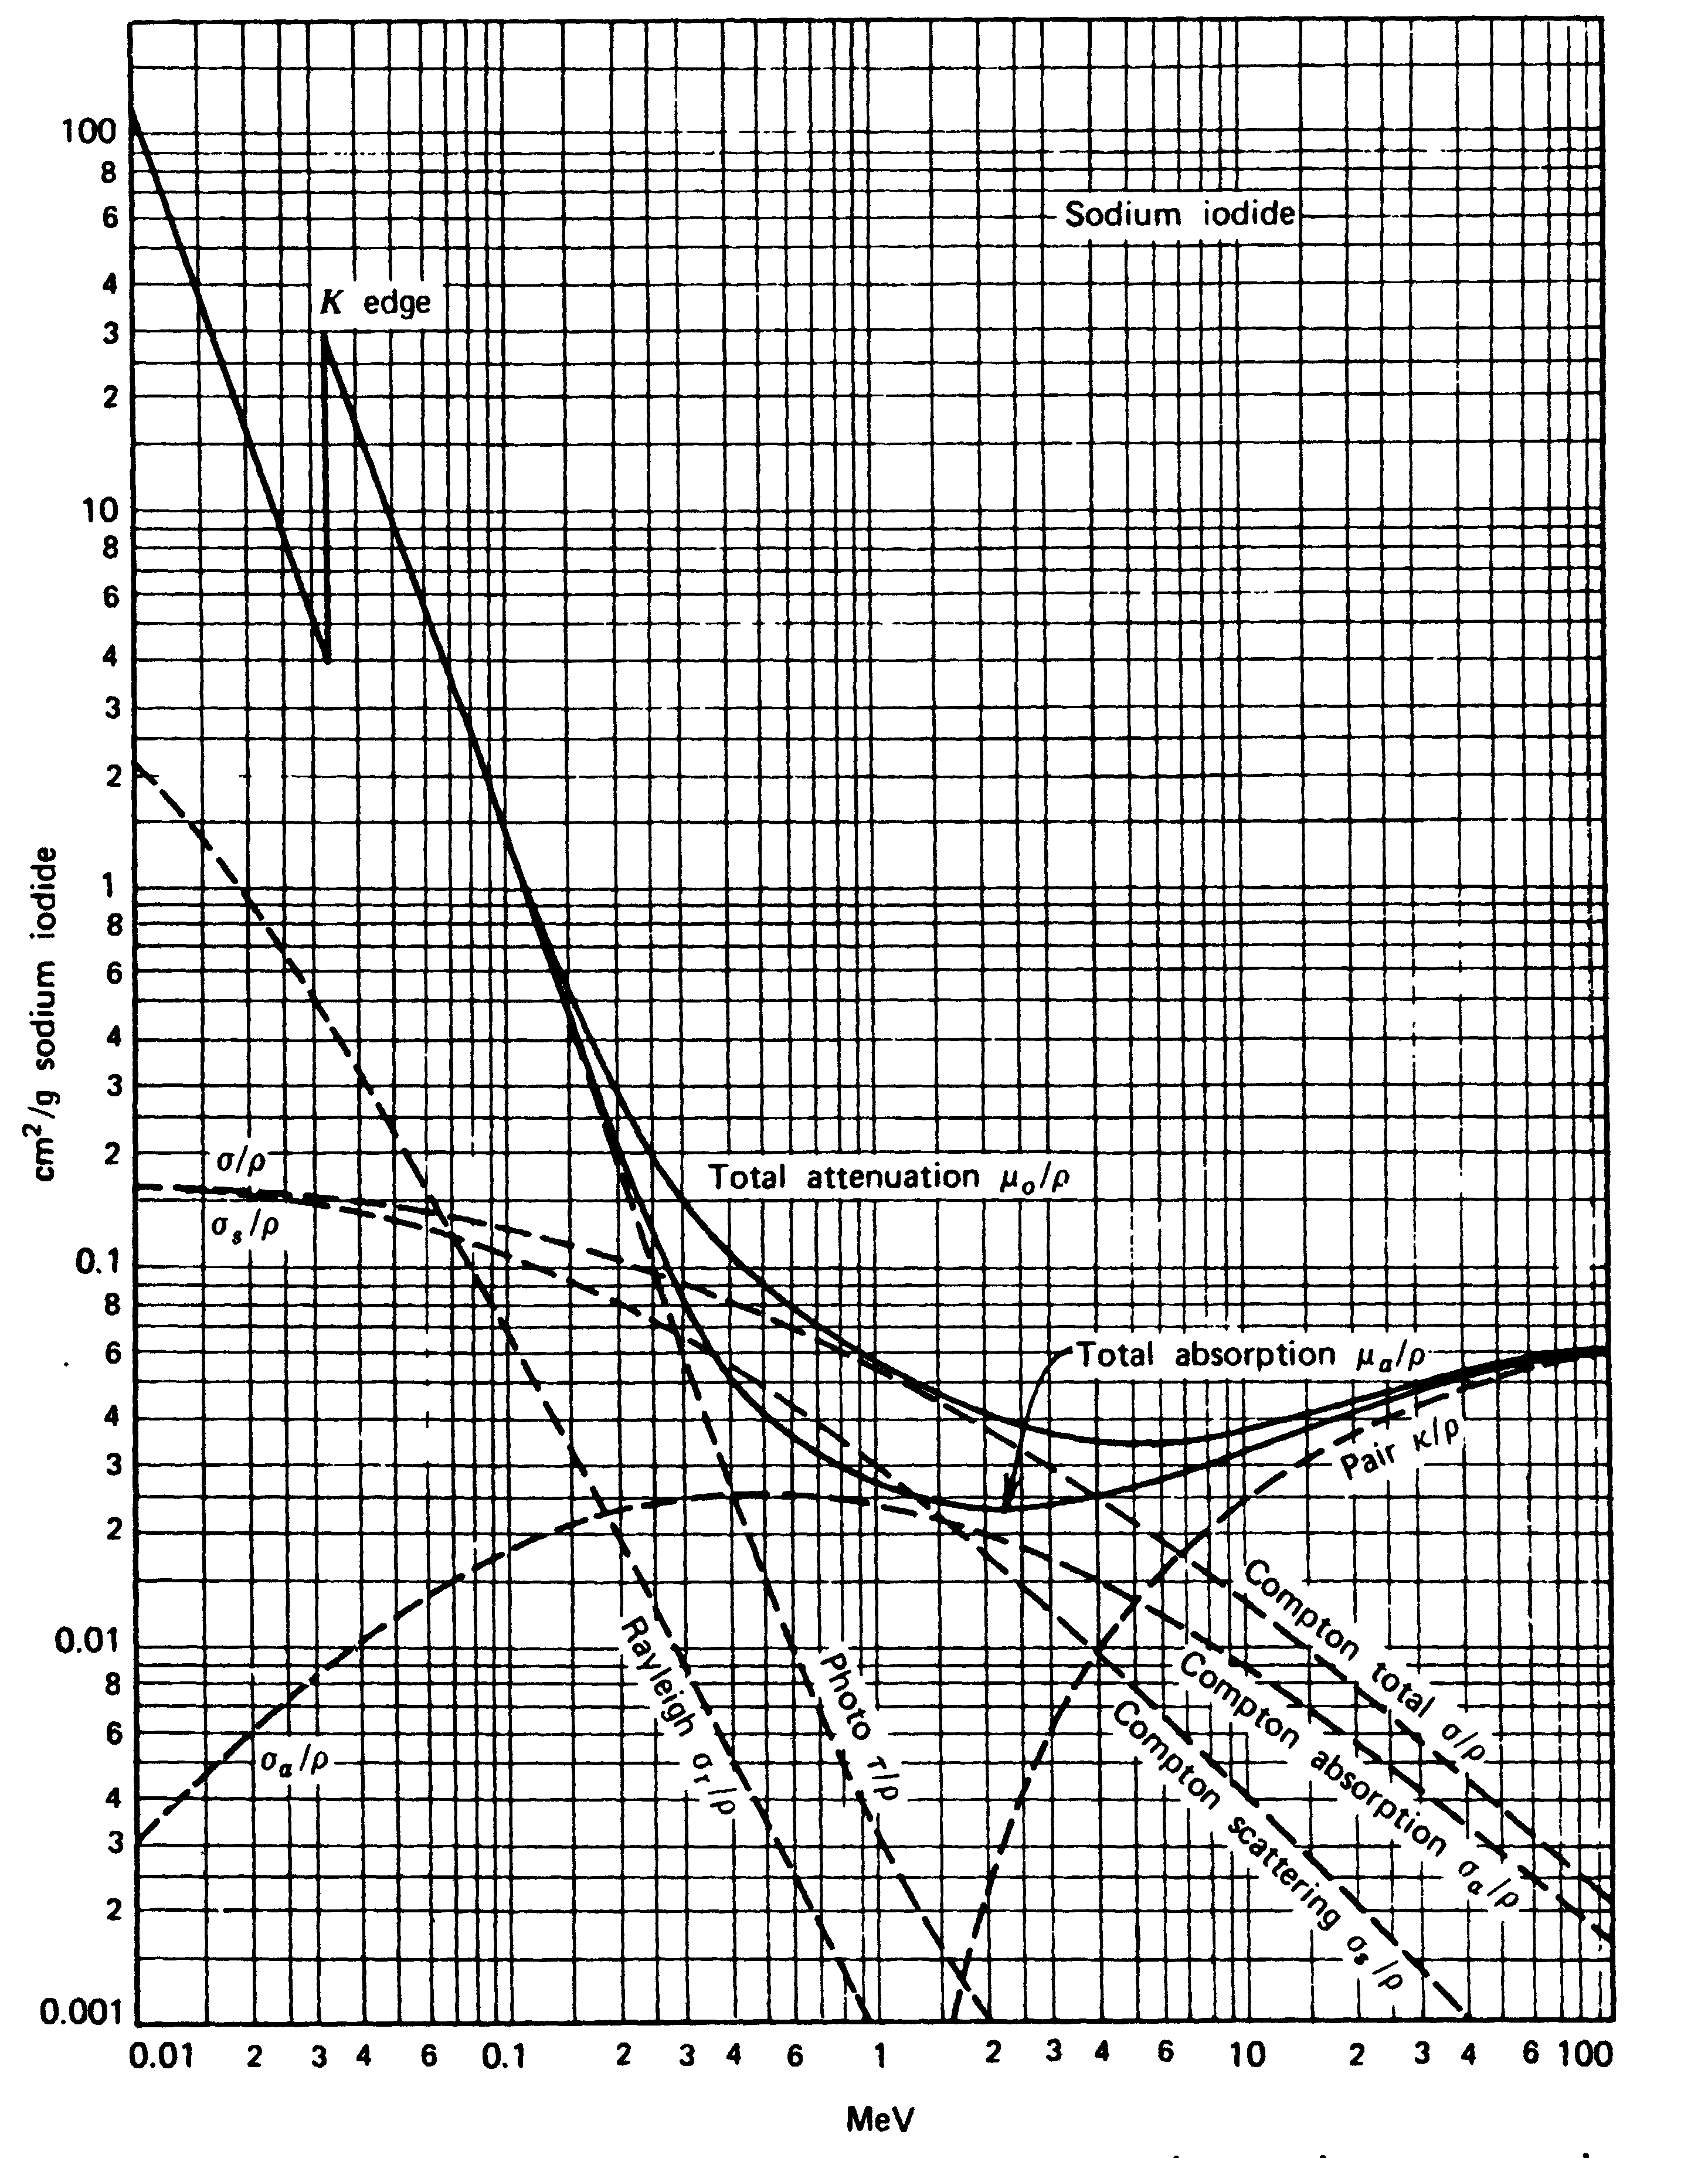 100
8
6
4
3
2
10
8
6
4
3
2
1
8
6
4
3
2
0.1
8
6
4
3
2
0.01
8
6
4
3
2
0.001
cm²/g sodium iodide
Sodium iodide
K edge
σ/ρ
σₛ/ρ
Total attenuation μₒ/ρ
Total absorption μₐ/ρ
Pair κ/ρ
Compton total σ/ρ
Compton absorption σₐ/ρ
Compton scattering σₛ/ρ
Rayleigh σᵣ/ρ
Photo τ/ρ
σₐ/ρ
0.01 2 3 4 6 0.1 2 3 4 6 1 2 3 4 6 10 2 3 4 6 100
MeV